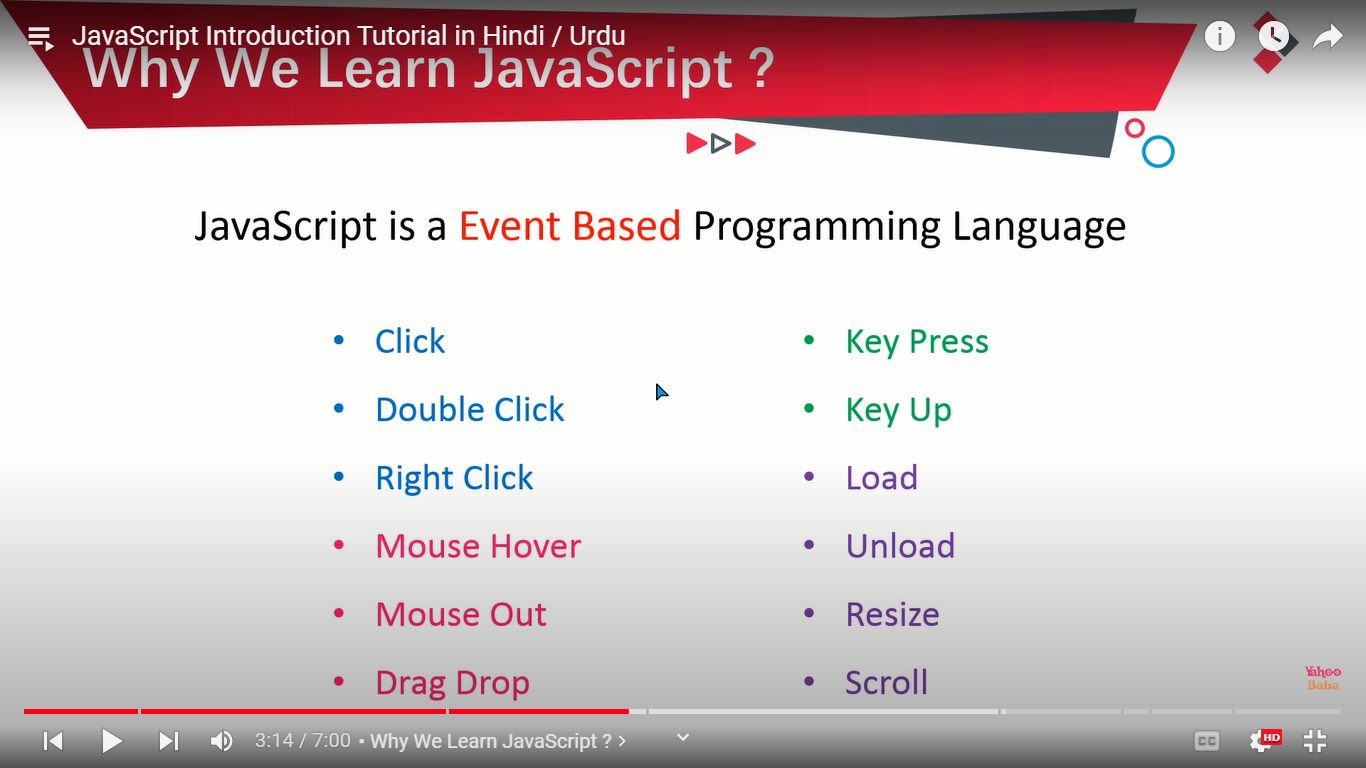 JavaScript Introduction Tutorial in Hindi / Urdu
Why We Learn JavaScript ?
JavaScript is a Event Based Programming Language
• Click
• Double Click
• Right Click
• Mouse Hover
• Mouse Out
• Drag Drop
• Key Press
• Key Up
• Load
• Unload
• Resize
• Scroll
Yahoo
Baba
3:14 / 7:00 • Why We Learn JavaScript ? >
CC
HD